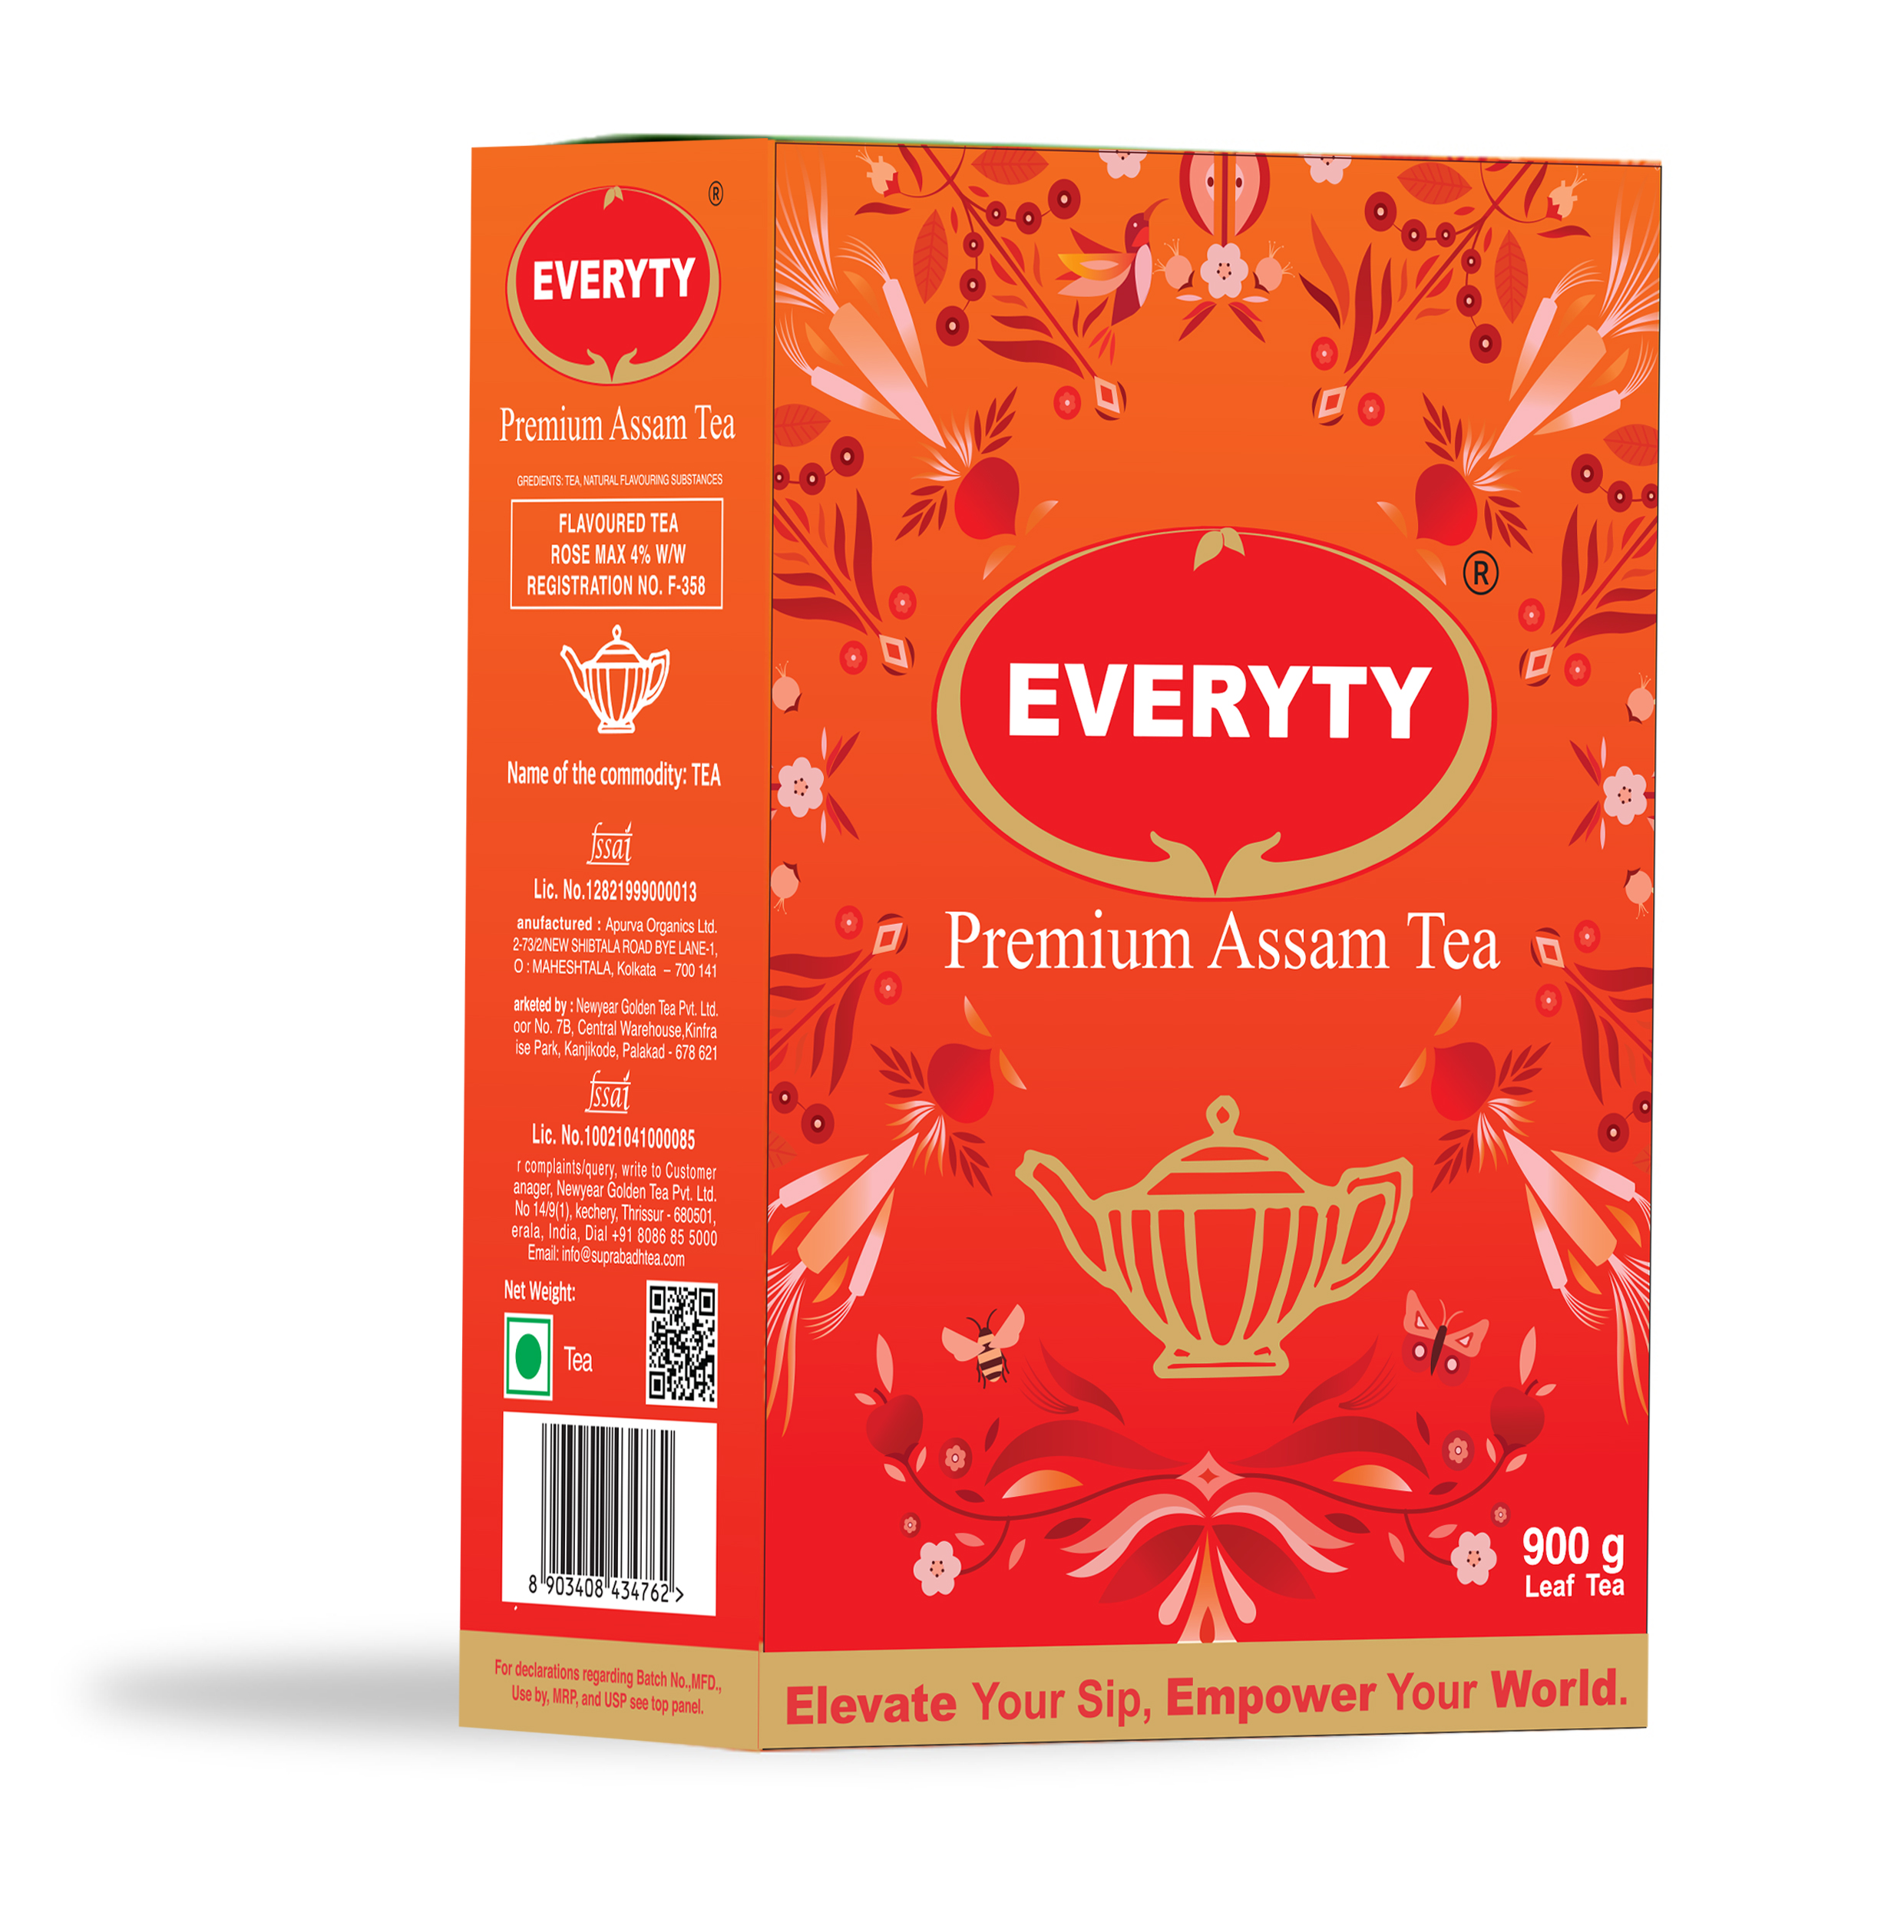 EVERYTY
®
Premium Assam Tea
GREDIENTS: TEA, NATURAL FLAVOURING SUBSTANCES
FLAVOURED TEA
ROSE MAX 4% W/W
REGISTRATION NO. F-358
Name of the commodity: TEA
fssai
Lic. No.12821999000013
anufactured : Apurva Organics Ltd.
2-73/2/NEW SHIBTALA ROAD BYE LANE-1,
O : MAHESHTALA, Kolkata – 700 141
arketed by : Newyear Golden Tea Pvt. Ltd.
oor No. 7B, Central Warehouse,Kinfra
ise Park, Kanjikode, Palakad - 678 621
fssai
Lic. No.10021041000085
r complaints/query, write to Customer
anager, Newyear Golden Tea Pvt. Ltd.
No 14/9(1), kechery, Thrissur - 680501,
erala, India, Dial +91 8086 85 5000
Email: info@suprabadhtea.com
Net Weight:
Tea
8 903408 434762 >
For declarations regarding Batch No.,MFD.,
Use by, MRP, and USP see top panel.
®
EVERYTY
Premium Assam Tea
900 g
Leaf Tea
Elevate Your Sip, Empower Your World.